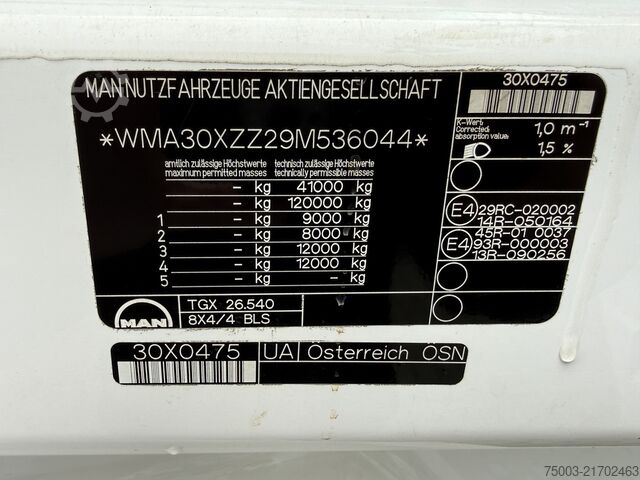 MAN NUTZFAHRZEUGE AKTIENGESELLSCHAFT
*WMA30XZZ29M536044*
amtlich zulässige Höchstwerte technisch zulässige Höchstwerte
maximum permitted masses technically permissible masses
- kg 41000 kg
- kg 120000 kg
1 - kg 9000 kg
2 - kg 8000 kg
3 - kg 12000 kg
4 - kg 12000 kg
5 - kg - kg
MAN
TGX 26.540
8X4/4 BLS
30X0475
K-Wert:
Corrected absorption value:
1,0 m⁻¹
1,5 %
E4 29RC-020002
14R-050164
E4 45R-01 0037
93R-000003
13R-090256
30X0475 UA Österreich ÖSN
75003-21702463